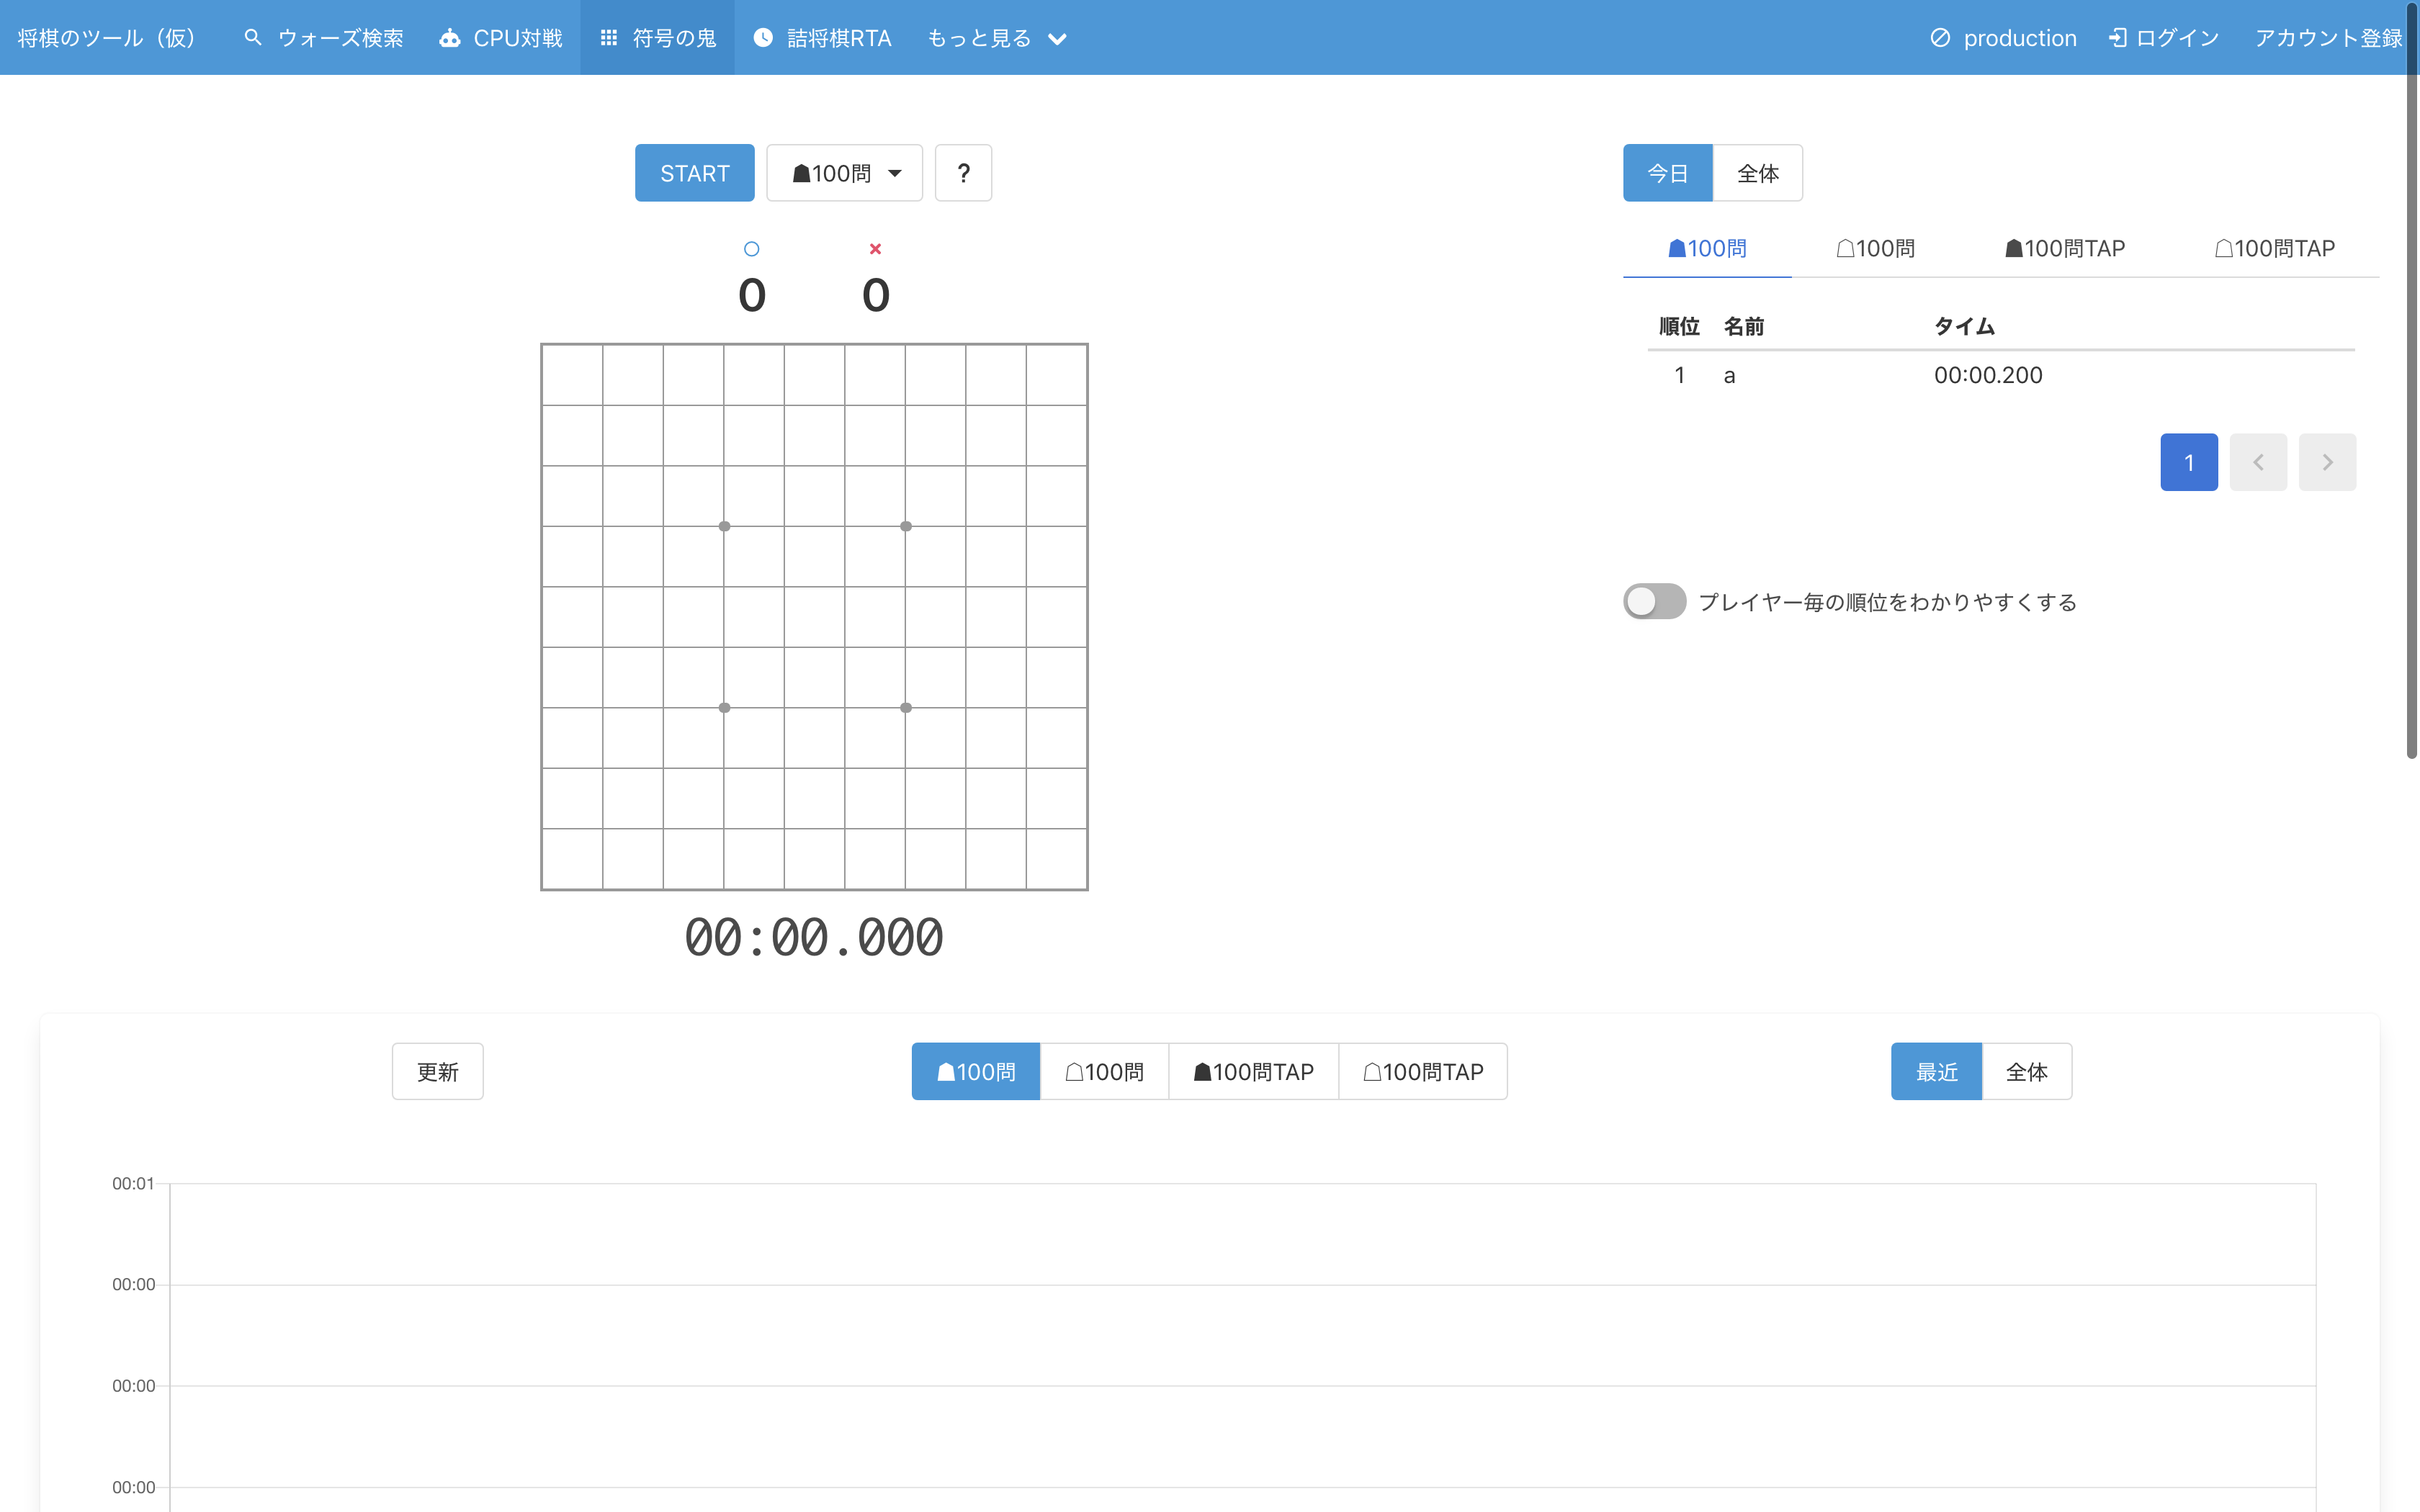 将棋のツール（仮） ウォーズ検索 CPU対戦 符号の鬼 詰将棋RTA もっと見る production ログイン アカウント登録
START ☗100問 ?
今日 全体
○ ×
0 0
☗100問 ☖100問 ☗100問TAP ☖100問TAP
順位 名前 タイム
1 a 00:00.200
1
プレイヤー毎の順位をわかりやすくする
00:00.000
更新 ☗100問 ☖100問 ☗100問TAP ☖100問TAP 最近 全体
00:01
00:00
00:00
00:00